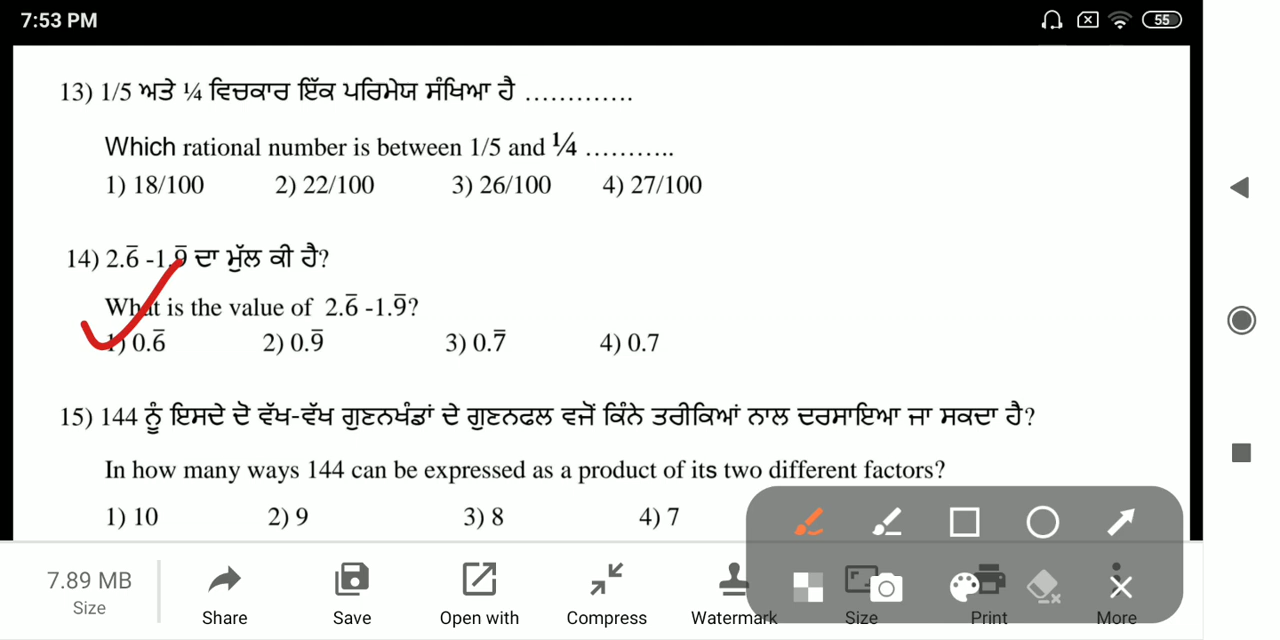 7:53 PM
55
13) 1/5 ਅਤੇ ¼ ਵਿਚਕਾਰ ਇੱਕ ਪਰਿਮੇਯ ਸੰਖਿਆ ਹੈ .............
Which rational number is between 1/5 and ¼ ...........
1) 18/100 2) 22/100 3) 26/100 4) 27/100
14) 2.6̅ -1.9̅ ਦਾ ਮੁੱਲ ਕੀ ਹੈ?
What is the value of 2.6̅ -1.9̅?
1) 0.6̅ 2) 0.9̅ 3) 0.7̅ 4) 0.7
15) 144 ਨੂੰ ਇਸਦੇ ਦੋ ਵੱਖ-ਵੱਖ ਗੁਣਨਖੰਡਾਂ ਦੇ ਗੁਣਨਫਲ ਵਜੋਂ ਕਿੰਨੇ ਤਰੀਕਿਆਂ ਨਾਲ ਦਰਸਾਇਆ ਜਾ ਸਕਦਾ ਹੈ?
In how many ways 144 can be expressed as a product of its two different factors?
1) 10 2) 9 3) 8 4) 7
7.89 MB
Size
Share Save Open with Compress Watermark Size Print More